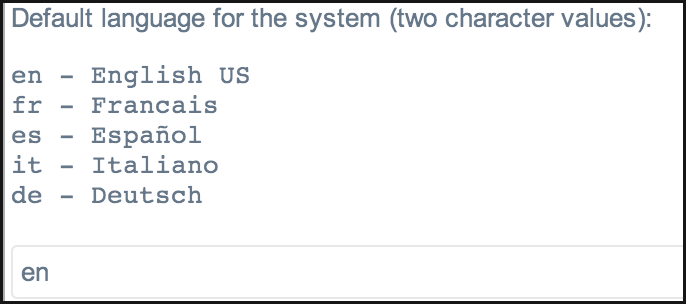 Default language for the system (two character values):
en - English US
fr - Francais
es - Español
it - Italiano
de - Deutsch
en